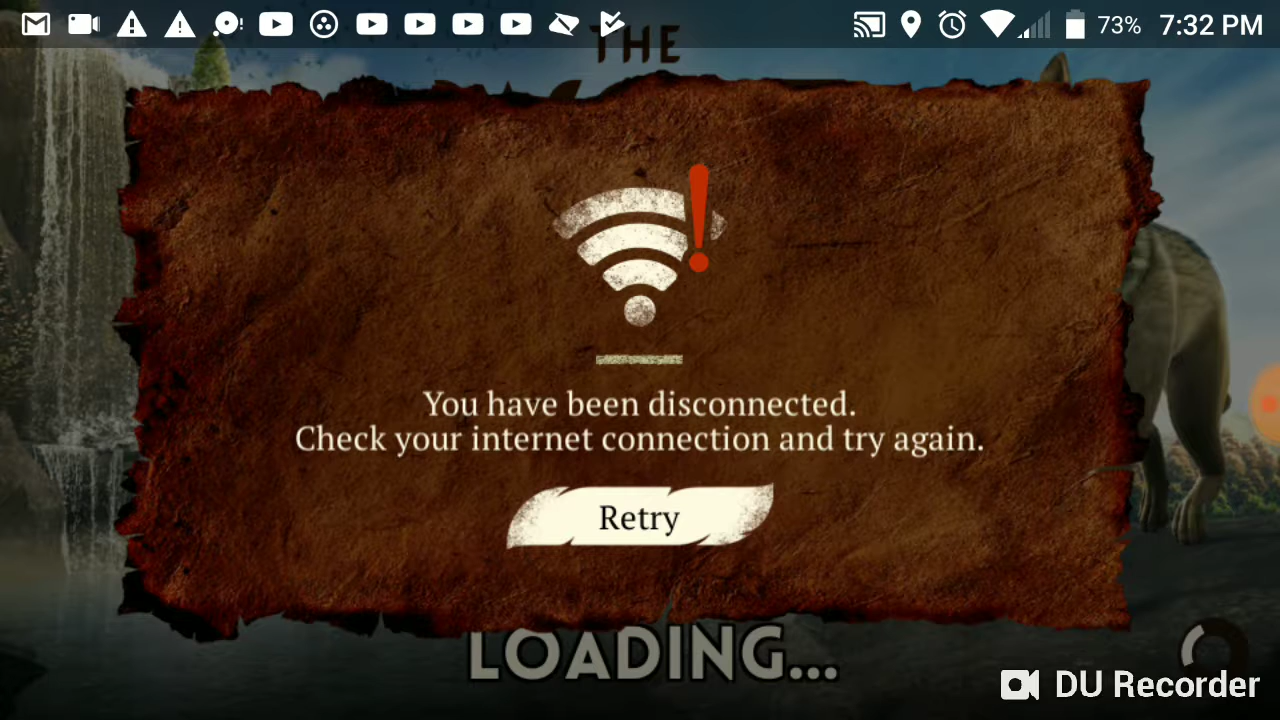 73% 7:32 PM
THE
You have been disconnected.
Check your internet connection and try again.
Retry
LOADING...
DU Recorder